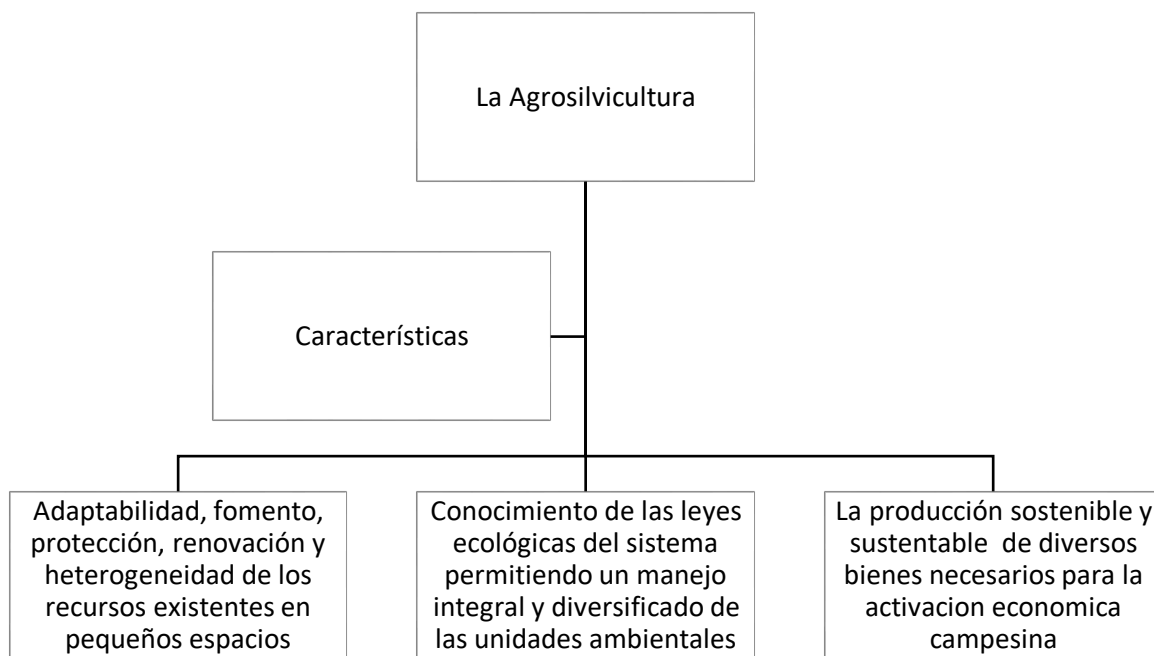 La Agrosilvicultura
Características
Adaptabilidad, fomento,
protección, renovación y
heterogeneidad de los
recursos existentes en
pequeños espacios
Conocimiento de las leyes
ecológicas del sistema
permitiendo un manejo
integral y diversificado de
las unidades ambientales
La producción sostenible y
sustentable de diversos
bienes necesarios para la
activacion economica
campesina